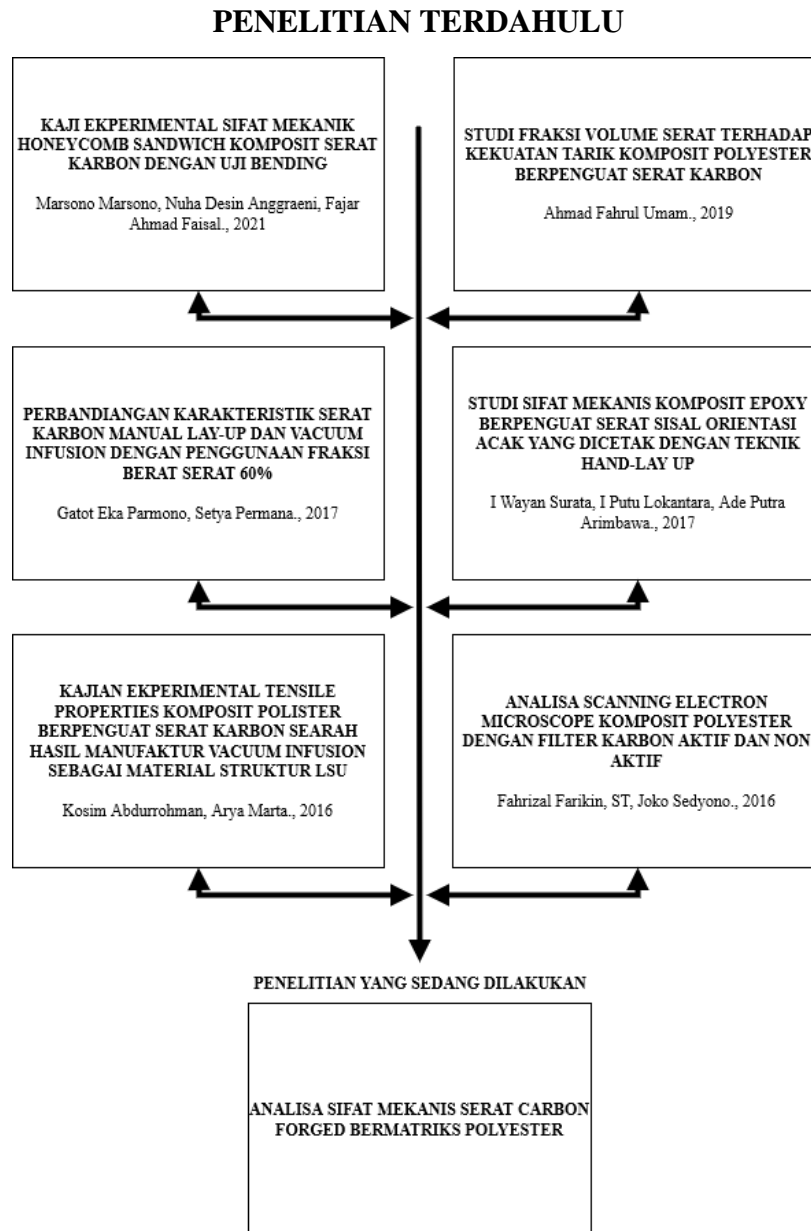 PENELITIAN TERDAHULU
KAJI EKPERIMENTAL SIFAT MEKANIK
HONEYCOMB SANDWICH KOMPOSIT SERAT
KARBON DENGAN UJI BENDING
Marsono Marsono, Nuha Desin Anggraeni, Fajar
Ahmad Faisal., 2021
STUDI FRAKSI VOLUME SERAT TERHADAP
KEKUATAN TARIK KOMPOSIT POLYESTER
BERPENGUAT SERAT KARBON
Ahmad Fahrul Umam., 2019
PERBANDIANGAN KARAKTERISTIK SERAT
KARBON MANUAL LAY-UP DAN VACUUM
INFUSION DENGAN PENGGUNAAN FRAKSI
BERAT SERAT 60%
Gatot Eka Parmono, Setya Permana., 2017
STUDI SIFAT MEKANIS KOMPOSIT EPOXY
BERPENGUAT SERAT SISAL ORIENTASI
ACAK YANG DICETAK DENGAN TEKNIK
HAND-LAY UP
I Wayan Surata, I Putu Lokantara, Ade Putra
Arimbawa., 2017
KAJIAN EKPERIMENTAL TENSILE
PROPERTIES KOMPOSIT POLISTER
BERPENGUAT SERAT KARBON SEARAH
HASIL MANUFAKTUR VACUUM INFUSION
SEBAGAI MATERIAL STRUKTUR LSU
Kosim Abdurrohman, Arya Marta., 2016
ANALISA SCANNING ELECTRON
MICROSCOPE KOMPOSIT POLYESTER
DENGAN FILTER KARBON AKTIF DAN NON
AKTIF
Fahrizal Farikin, ST, Joko Sedyono., 2016
PENELITIAN YANG SEDANG DILAKUKAN
ANALISA SIFAT MEKANIS SERAT CARBON
FORGED BERMATRIKS POLYESTER